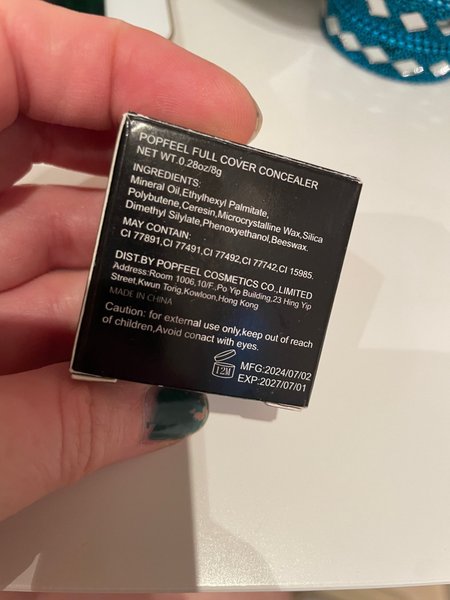 POPFEEL FULL COVER CONCEALER
NET WT.0.28oz/8g
INGREDIENTS:
Mineral Oil,Ethylhexyl Palmitate,
Polybutene,Ceresin,Microcrystalline Wax,Silica
Dimethyl Silylate,Phenoxyethanol,Beeswax.
MAY CONTAIN:
CI 77891,CI 77491,CI 77492,CI 77742,CI 15985.
DIST.BY POPFEEL COSMETICS CO.,LIMITED
Address:Room 1006,10/F.,Po Yip Building,23 Hing Yip
Street,Kwun Torig,Kowloon,Hong Kong
MADE IN CHINA
Caution: for external use only,keep out of reach
of children,Avoid conact with eyes.
12M
MFG:2024/07/02
EXP:2027/07/01